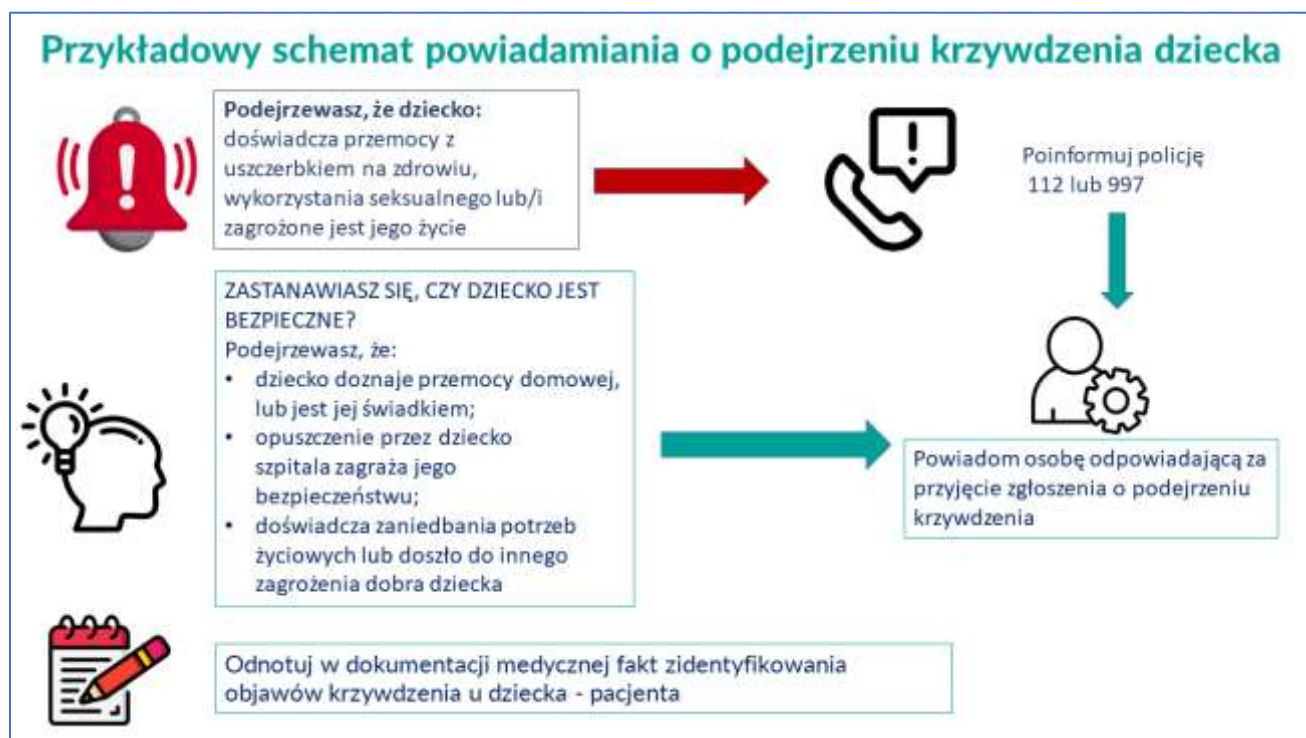 Przykładowy schemat powiadamiania o podejrzeniu krzywdzenia dziecka
Podejrzewasz, że dziecko:
doświadcza przemocy z
uszczerbkiem na zdrowiu,
wykorzystania seksualnego lub/i
zagrożone jest jego życie
Poinformuj policję
112 lub 997
ZASTANAWIASZ SIĘ, CZY DZIECKO JEST
BEZPIECZNE?
Podejrzewasz, że:
• dziecko doznaje przemocy domowej,
lub jest jej świadkiem;
• opuszczenie przez dziecko
szpitala zagraża jego
bezpieczeństwu;
• doświadcza zaniedbania potrzeb
życiowych lub doszło do innego
zagrożenia dobra dziecka
Powiadom osobę odpowiadającą za
przyjęcie zgłoszenia o podejrzeniu
krzywdzenia
Odnotuj w dokumentacji medycznej fakt zidentyfikowania
objawów krzywdzenia u dziecka - pacjenta